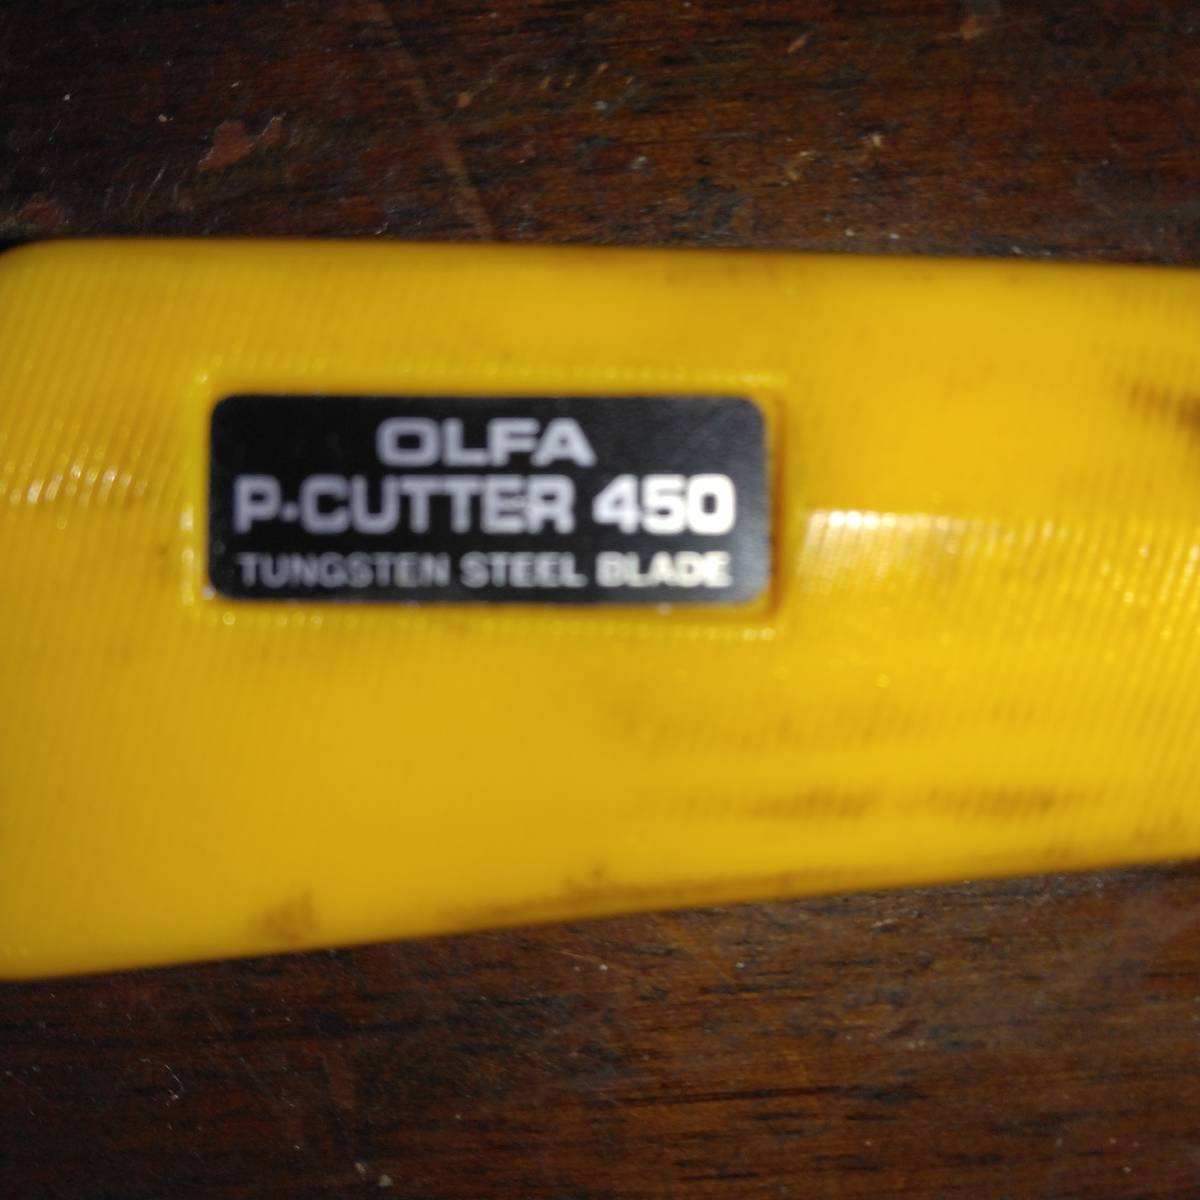 OLFA
P-CUTTER 450
TUNGSTEN STEEL BLADE